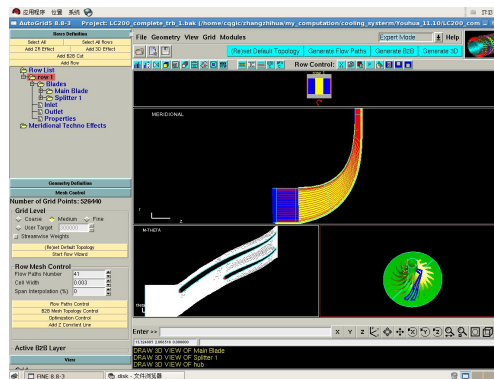 应用程序 位置 系统
AutoGrid5 8.8-3 Project: LC200_complete_trb_1.bak (/home/cqgic/zhangzhihua/my_computation/cooling_systerm/Youhua_11.10/LC200_com
Rows Definition
Select All Select All Rows
Add ZR Effect Add 3D Effect
Add B2B Cut
Add Row
Row List
row 1
Blades
Main Blade
Splitter 1
Inlet
Outlet
Properties
Meridional Techno Effects
Geometry Definition
Mesh Control
Number of Grid Points: 526440
Grid Level
Coarse Medium Fine
User Target 300000
Streamwise Weights
(Re)set Default Topology
Start Row Wizard
Row Mesh Control
Flow Paths Number 41
Cell Width 0.003
Span Interpolation (%) 0
Flow Paths Control
B2B Mesh Topology Control
Optimization Control
Add Z Constant Line
Active B2B Layer
View
File Geometry View Grid Modules Expert Mode Help
(Re)set Default Topology Generate Flow Paths Generate B2B Generate 3D
Row Control:
row 1
MERIDIONAL
Z
M-THETA
Enter >> X Y Z
DRAW 3D VIEW OF Main Blade
DRAW 3D VIEW OF Splitter 1
DRAW 3D VIEW OF hub
FINE 8.8-3 disk - 文件浏览器